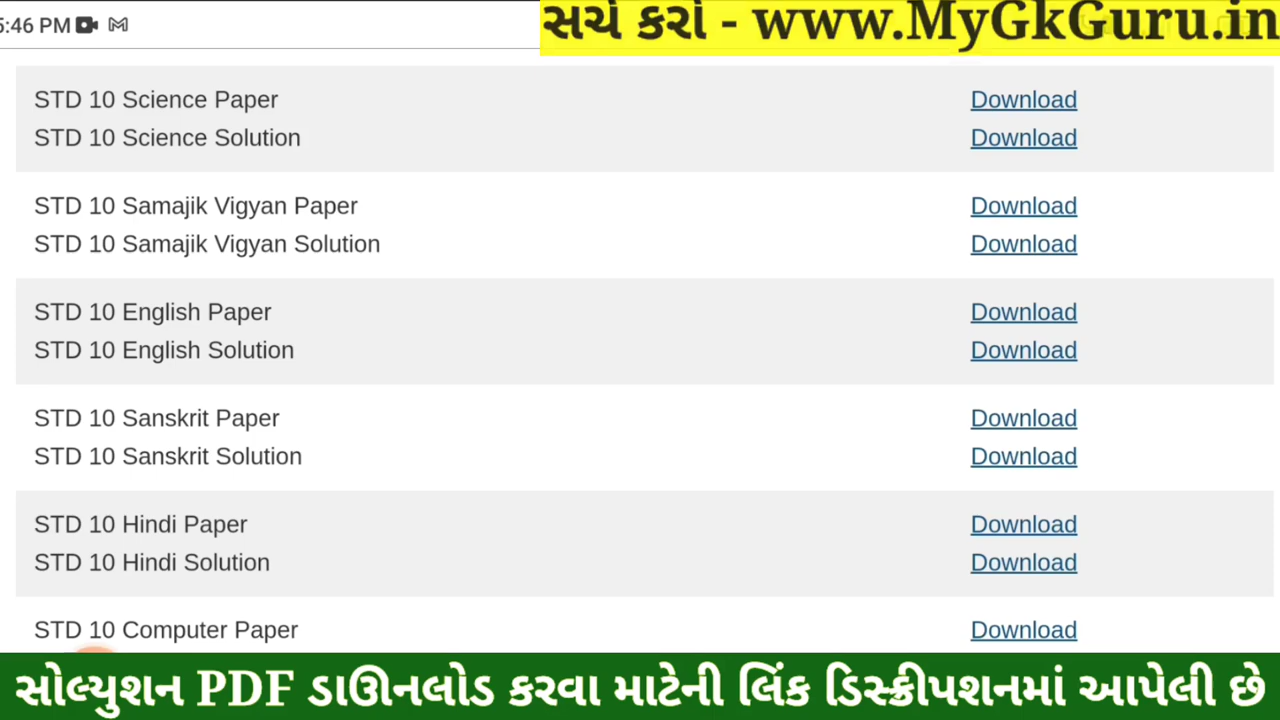 5:46 PM
સર્ચ કરો - www.MyGkGuru.in
STD 10 Science Paper Download
STD 10 Science Solution Download
STD 10 Samajik Vigyan Paper Download
STD 10 Samajik Vigyan Solution Download
STD 10 English Paper Download
STD 10 English Solution Download
STD 10 Sanskrit Paper Download
STD 10 Sanskrit Solution Download
STD 10 Hindi Paper Download
STD 10 Hindi Solution Download
STD 10 Computer Paper Download
સોલ્યુશન PDF ડાઊનલોડ કરવા માટેની લિંક ડિસ્ક્રીપશનમાં આપેલી છે